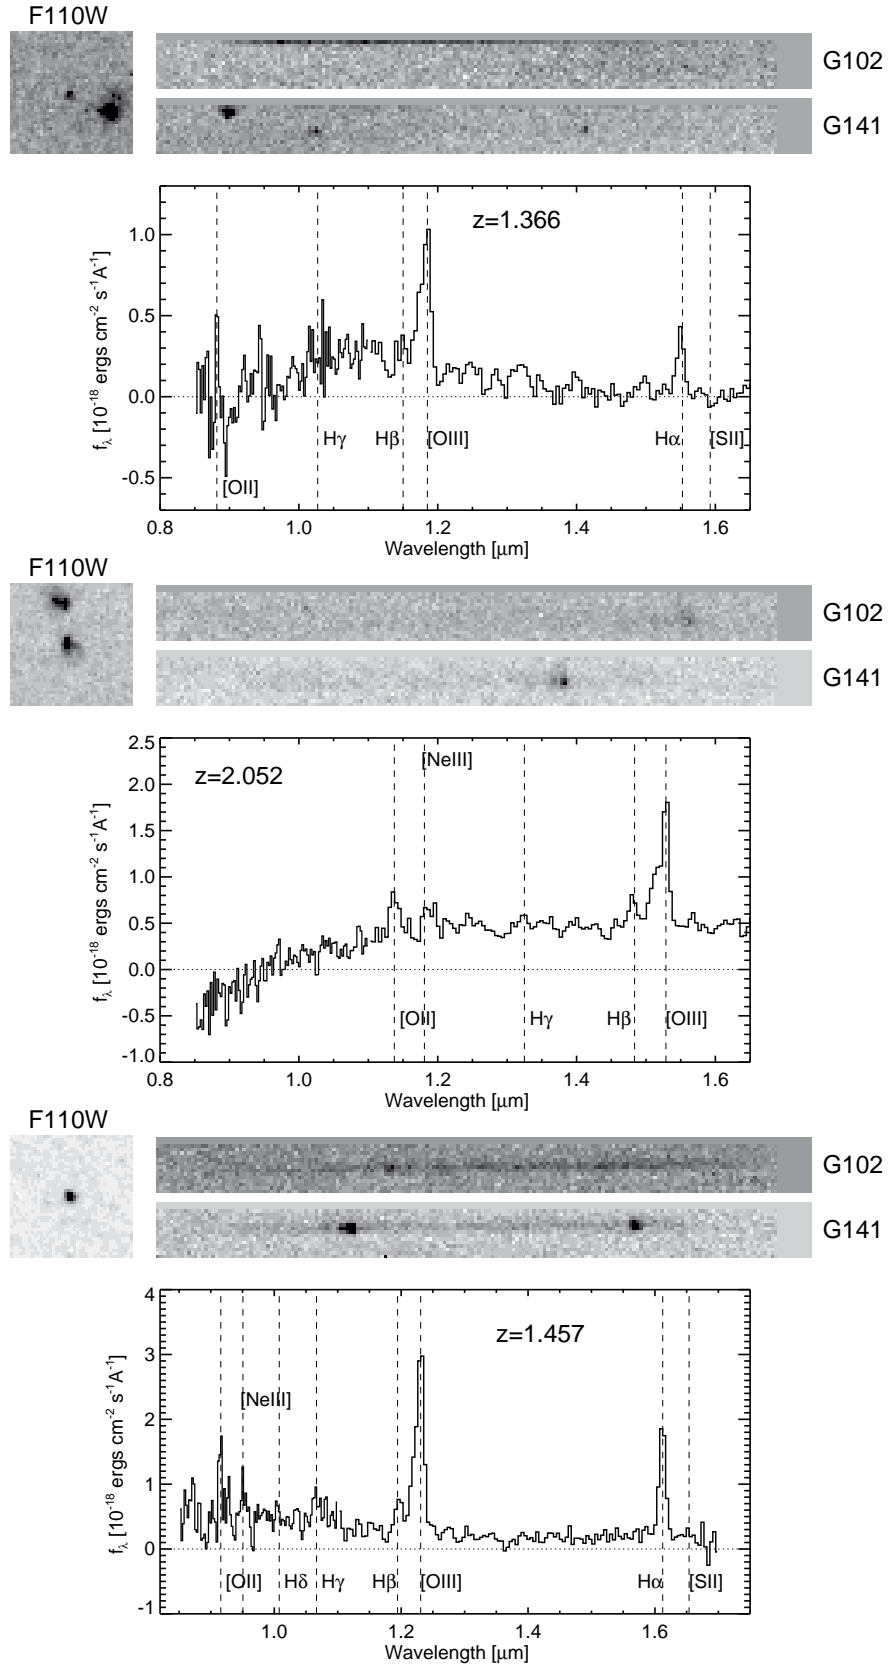 F110W
G102
G141
f_λ [10^-18 ergs cm^-2 s^-1 A^-1]
1.0
0.5
0.0
-0.5
z=1.366
Hγ Hβ [OIII] Hα [SII]
[OII]
0.8 1.0 1.2 1.4 1.6
Wavelength [μm]
F110W
G102
G141
f_λ [10^-18 ergs cm^-2 s^-1 A^-1]
2.5
2.0
1.5
1.0
0.5
0.0
-0.5
-1.0
[NeIII]
z=2.052
[OII] Hγ Hβ [OIII]
0.8 1.0 1.2 1.4 1.6
Wavelength [μm]
F110W
G102
G141
f_λ [10^-18 ergs cm^-2 s^-1 A^-1]
4
3
2
1
0
-1
z=1.457
[NeIII]
[OII] Hδ Hγ Hβ [OIII] Hα [SII]
1.0 1.2 1.4 1.6
Wavelength [μm]